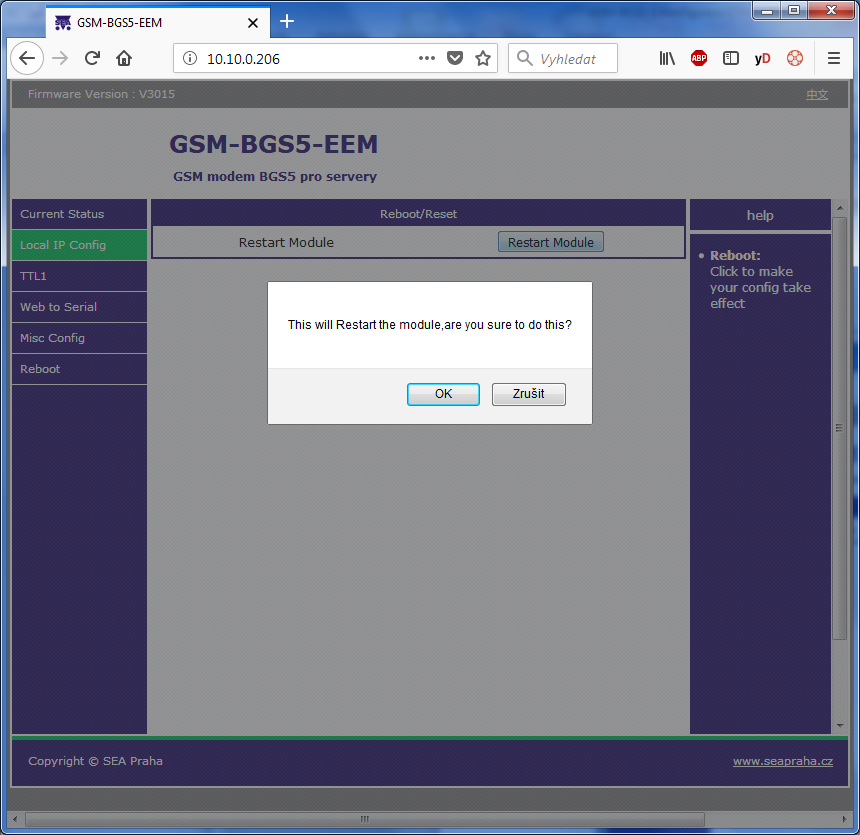 GSM-BGS5-EEM
10.10.0.206
Vyhledat
ABP
yD
Firmware Version : V3015
中文
GSM-BGS5-EEM
GSM modem BGS5 pro servery
Current Status
Local IP Config
TTL1
Web to Serial
Misc Config
Reboot
Reboot/Reset
Restart Module
Restart Module
help
Reboot:
Click to make
your config take
effect
This will Restart the module,are you sure to do this?
OK
Zrušit
Copyright © SEA Praha
www.seapraha.cz